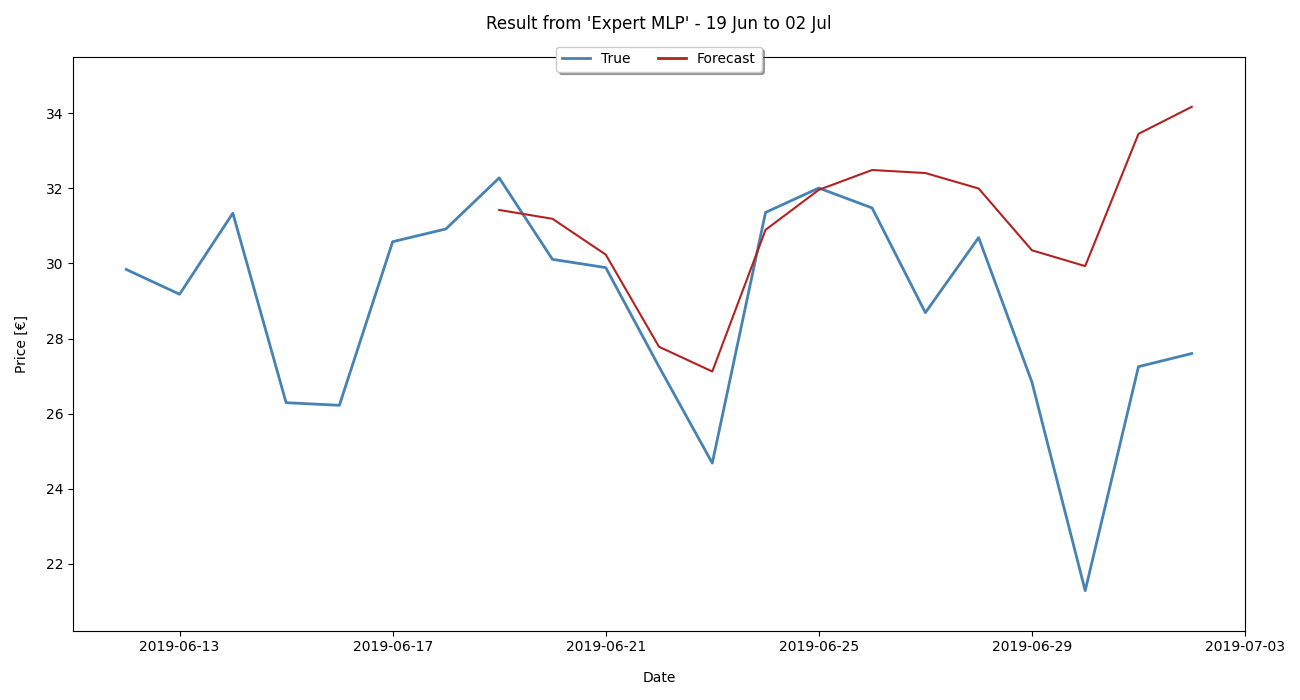 Result from 'Expert MLP' - 19 Jun to 02 Jul
True Forecast
34
32
30
28
26
24
22
Price [€]
2019-06-13 2019-06-17 2019-06-21 2019-06-25 2019-06-29 2019-07-03
Date